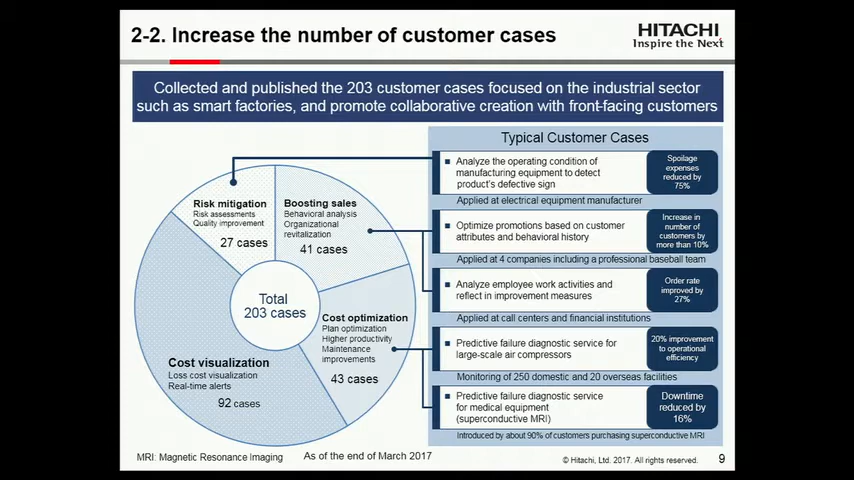 2-2. Increase the number of customer cases
HITACHI
Inspire the Next
Collected and published the 203 customer cases focused on the industrial sector
such as smart factories, and promote collaborative creation with front-facing customers
Risk mitigation
Risk assessments
Quality improvement
27 cases
Boosting sales
Behavioral analysis
Organizational
revitalization
41 cases
Total
203 cases
Cost optimization
Plan optimization
Higher productivity
Maintenance
improvements
43 cases
Cost visualization
Loss cost visualization
Real-time alerts
92 cases
Typical Customer Cases
▪ Analyze the operating condition of
manufacturing equipment to detect
product's defective sign
Spoilage
expenses
reduced by
75%
Applied at electrical equipment manufacturer
▪ Optimize promotions based on customer
attributes and behavioral history
Increase in
number of
customers by
more than 10%
Applied at 4 companies including a professional baseball team
▪ Analyze employee work activities and
reflect in improvement measures
Order rate
improved by
27%
Applied at call centers and financial institutions
▪ Predictive failure diagnostic service for
large-scale air compressors
20% improvement
to operational
efficiency
Monitoring of 250 domestic and 20 overseas facilities
▪ Predictive failure diagnostic service
for medical equipment
(superconductive MRI)
Downtime
reduced by
16%
Introduced by about 90% of customers purchasing superconductive MRI
MRI: Magnetic Resonance Imaging
As of the end of March 2017
© Hitachi, Ltd. 2017. All rights reserved.
9